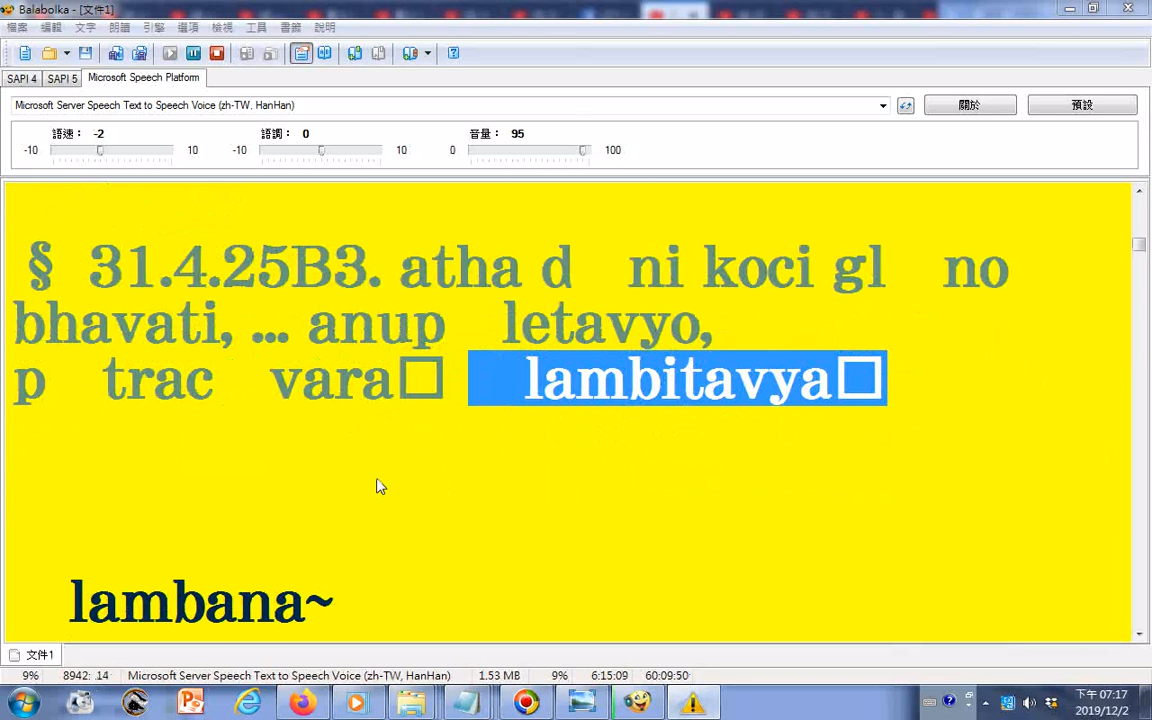 Balabolka - [文件1]
檔案 編輯 文字 朗讀 引擎 選項 檢視 工具 書籤 說明
SAPI 4 SAPI 5 Microsoft Speech Platform
Microsoft Server Speech Text to Speech Voice (zh-TW, HanHan) 關於 預設
語速： -2 語調： 0 音量： 95
-10 10 -10 10 0 100
§ 31.4.25B3. atha d ni koci gl no
bhavati, ... anup letavyo,
p trac vara□ lambitavya□
lambana~
文件1
9% 8942: .14 Microsoft Server Speech Text to Speech Voice (zh-TW, HanHan) 1.53 MB 9% 6:15:09 60:09:50
下午 07:17
2019/12/2